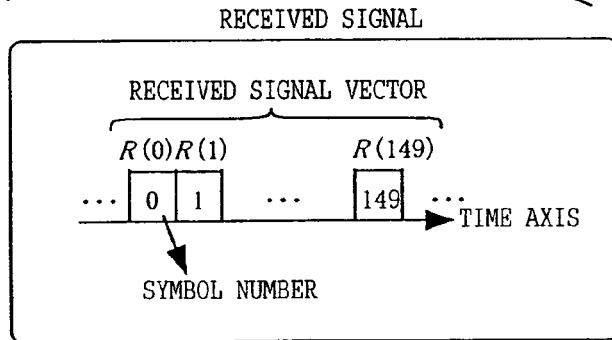 RECEIVED SIGNAL
RECEIVED SIGNAL VECTOR
R(0) R(1) R(149)
... 0 1 ... 149 ...
TIME AXIS
SYMBOL NUMBER